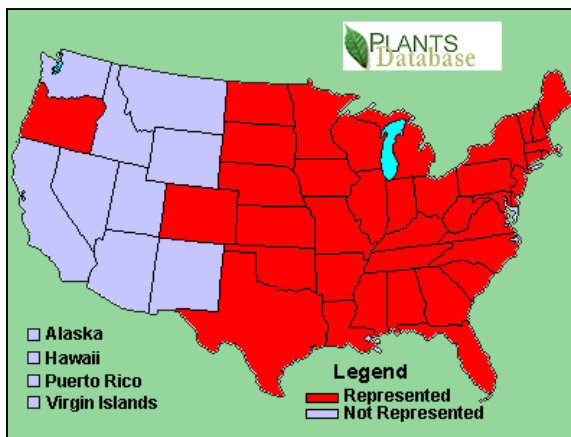 PLANTS
Database
Alaska
Hawaii
Puerto Rico
Virgin Islands
Legend
Represented
Not Represented